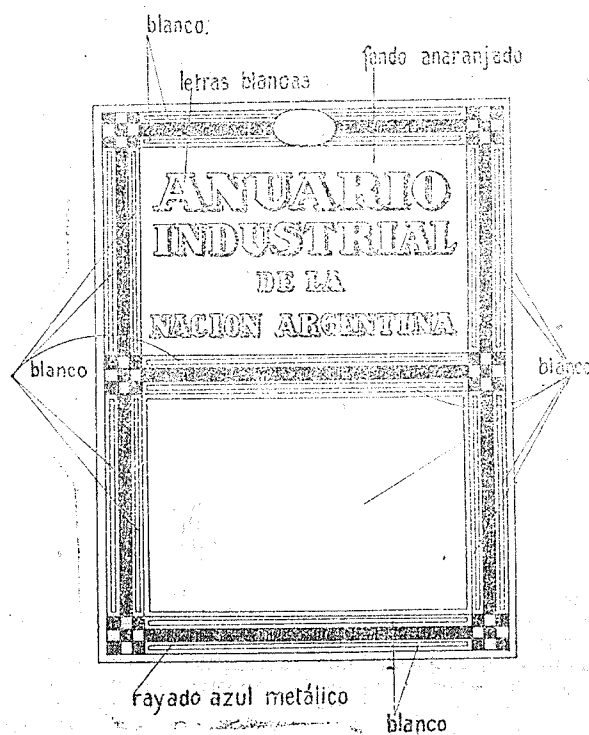 blanco.
fondo anaranjado
letras blancas
ANUARIO
INDUSTRIAL
DE LA
NACION ARGENTINA
blanco
blanco
rayado azul metálico
blanco